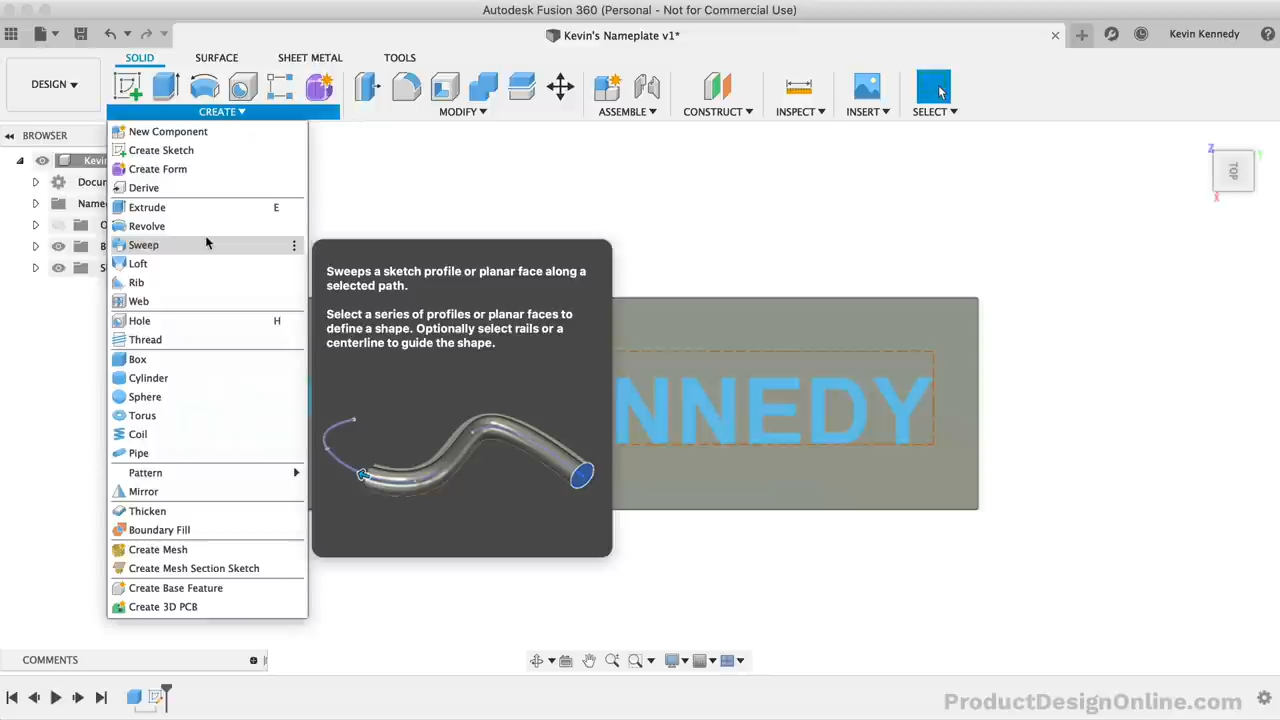 Autodesk Fusion 360 (Personal - Not for Commercial Use)
Kevin's Nameplate v1*
Kevin Kennedy
SOLID SURFACE SHEET METAL TOOLS
DESIGN
CREATE MODIFY ASSEMBLE CONSTRUCT INSPECT INSERT SELECT
BROWSER
Kevin
Docu
Name
New Component
Create Sketch
Create Form
Derive
Extrude E
Revolve
Sweep
Loft
Rib
Web
Hole H
Thread
Box
Cylinder
Sphere
Torus
Coil
Pipe
Pattern
Mirror
Thicken
Boundary Fill
Create Mesh
Create Mesh Section Sketch
Create Base Feature
Create 3D PCB
Sweeps a sketch profile or planar face along a
selected path.
Select a series of profiles or planar faces to
define a shape. Optionally select rails or a
centerline to guide the shape.
NNEDY
Z
Y
TOP
X
COMMENTS
ProductDesignOnline.com